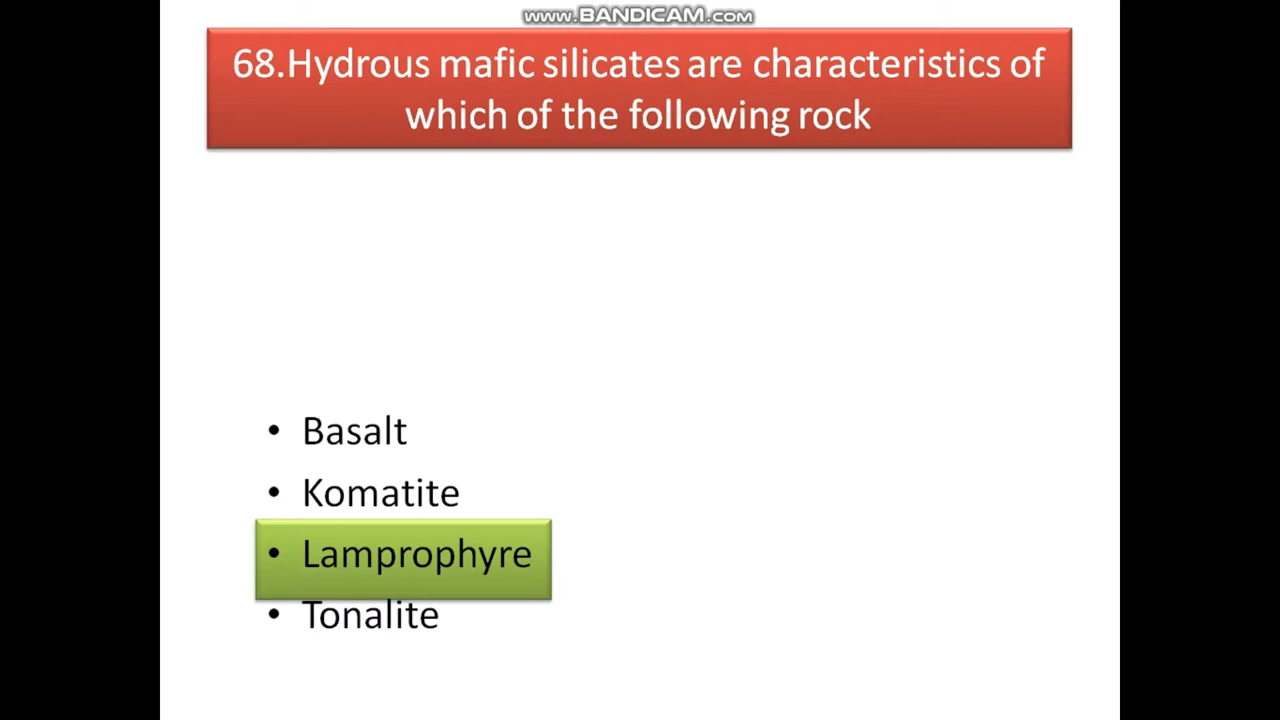 www.BANDICAM.com
68.Hydrous mafic silicates are characteristics of
which of the following rock
• Basalt
• Komatite
• Lamprophyre
• Tonalite